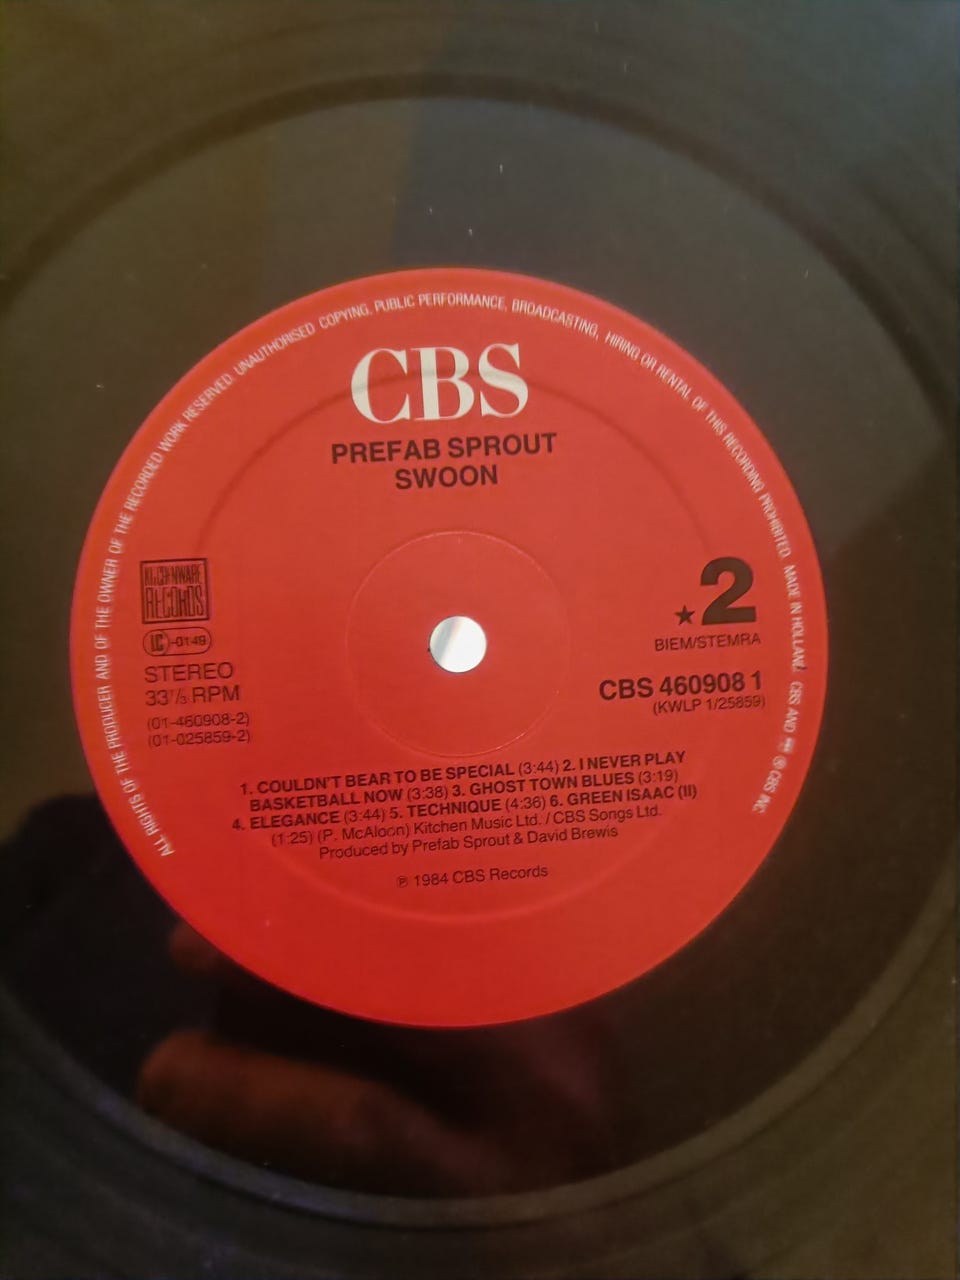 ALL RIGHTS OF THE PRODUCER AND OF THE OWNER OF THE RECORDED WORK RESERVED. UNAUTHORISED COPYING, PUBLIC PERFORMANCE, BROADCASTING, HIRING OR RENTAL OF THIS RECORDING PROHIBITED. MADE IN HOLLAND. CBS AND ℗ CBS INC.
CBS
PREFAB SPROUT
SWOON
KITCHENWARE
RECORDS
LC-0149
STEREO
33⅓ RPM
(01-460908-2)
(01-025859-2)
★2
BIEM/STEMRA
CBS 460908 1
(KWLP 1/25859)
1. COULDN'T BEAR TO BE SPECIAL (3:44) 2. I NEVER PLAY
BASKETBALL NOW (3:38) 3. GHOST TOWN BLUES (3:19)
4. ELEGANCE (3:44) 5. TECHNIQUE (4:36) 6. GREEN ISAAC (II)
(1:25) (P. McAloon) Kitchen Music Ltd. / CBS Songs Ltd.
Produced by Prefab Sprout & David Brewis
℗ 1984 CBS Records